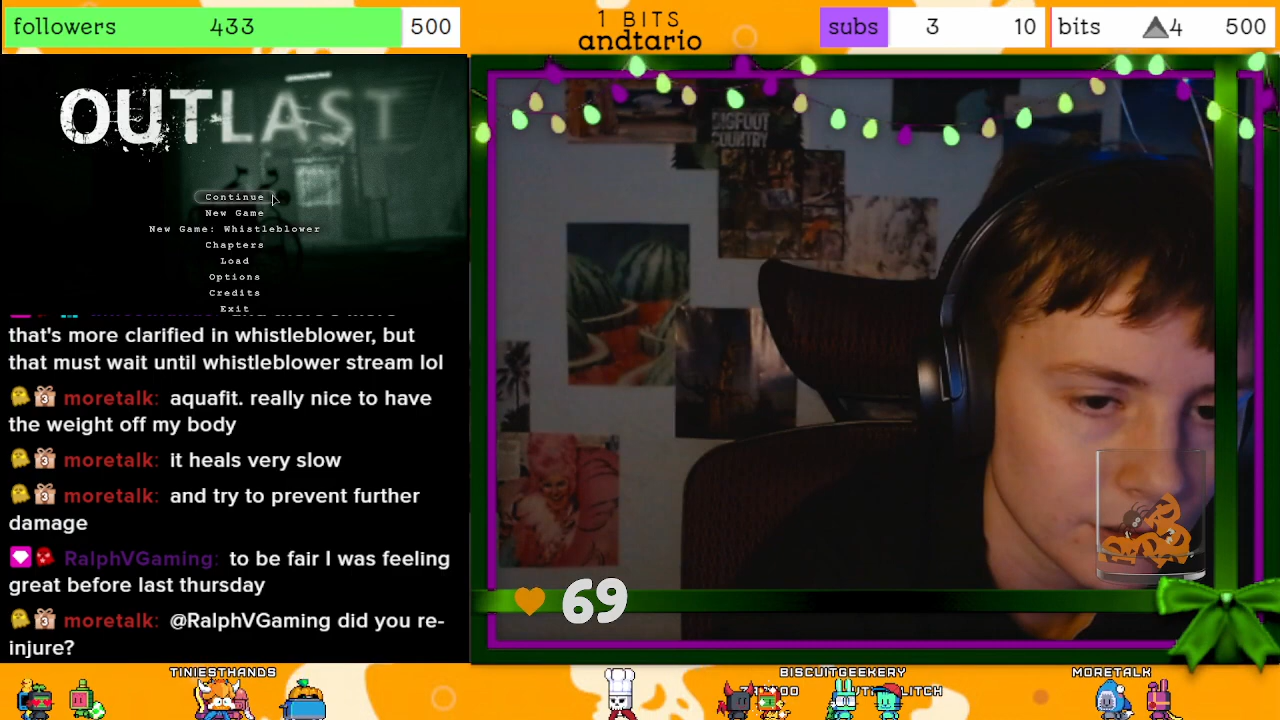 followers 433 500
1 BITS
andtario
subs 3 10
bits 4 500
OUTLAST
Continue
New Game
New Game: Whistleblower
Chapters
Load
Options
Credits
Exit
that's more clarified in whistleblower, but
that must wait until whistleblower stream lol
moretalk: aquafit. really nice to have
the weight off my body
moretalk: it heals very slow
moretalk: and try to prevent further
damage
RalphVGaming: to be fair I was feeling
great before last thursday
moretalk: @RalphVGaming did you re-
injure?
BIGFOOT
COUNTRY
69
TINIESTHANDS
BISCUITGEEKERY
MORETALK